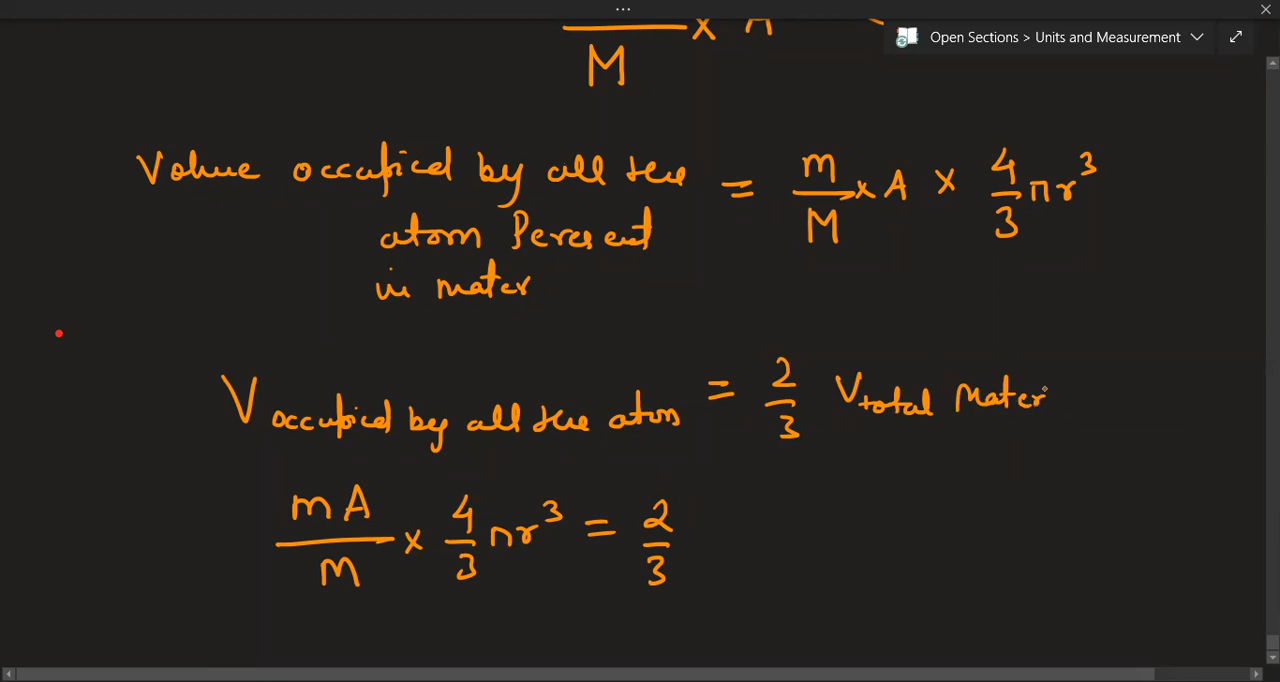 ...
Open Sections > Units and Measurement
x A
M
Volume occupied by all the = m/M x A x 4/3 πr³
atom Percent
in mater
V occupied by all the atom = 2/3 V total Mater
mA/M x 4/3 πr³ = 2/3